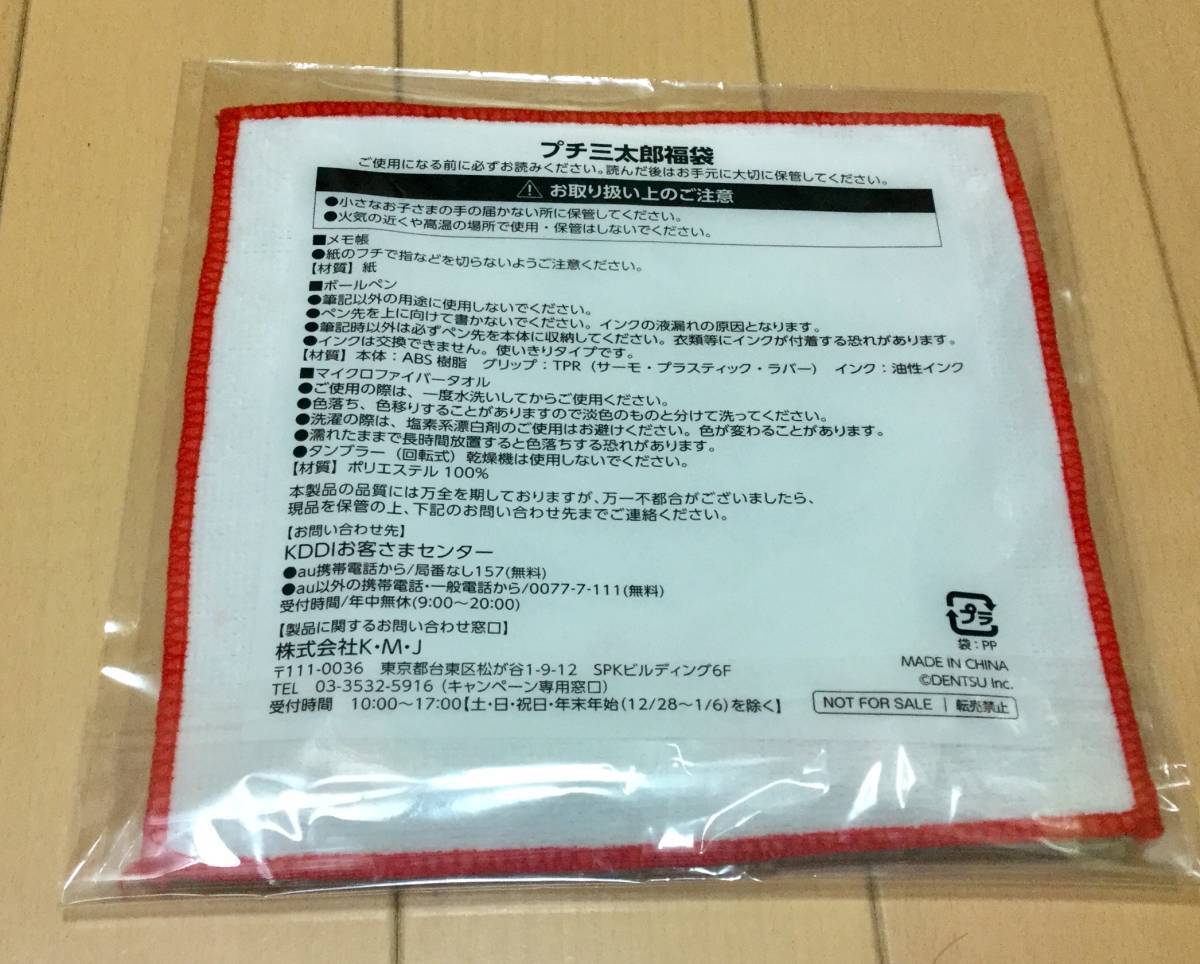 プチ三太郎福袋
ご使用になる前に必ずお読みください。読んだ後はお手元に大切に保管してください。
お取り扱い上のご注意
●小さなお子さまの手の届かない所に保管してください。
●火気の近くや高温の場所で使用・保管はしないでください。
■メモ帳
●紙のフチで指などを切らないようご注意ください。
【材質】紙
■ボールペン
●筆記以外の用途に使用しないでください。
●ペン先を上に向けて書かないでください。インクの液漏れの原因となります。
●筆記時以外は必ずペン先を本体に収納してください。衣類等にインクが付着する恐れがあります。
●インクは交換できません。使いきりタイプです。
【材質】本体：ABS樹脂　グリップ：TPR（サーモ・プラスティック・ラバー）　インク：油性インク
■マイクロファイバータオル
●ご使用の際は、一度水洗いしてからご使用ください。
●色落ち、色移りすることがありますので淡色のものと分けて洗ってください。
●洗濯の際は、塩素系漂白剤のご使用はお避けください。色が変わることがあります。
●濡れたままで長時間放置すると色落ちする恐れがあります。
●タンブラー（回転式）乾燥機は使用しないでください。
【材質】ポリエステル 100%
本製品の品質には万全を期しておりますが、万一不都合がございましたら、
現品を保管の上、下記のお問い合わせ先までご連絡ください。
【お問い合わせ先】
KDDIお客さまセンター
●au携帯電話から/局番なし157(無料)
●au以外の携帯電話・一般電話から/0077-7-111(無料)
受付時間/年中無休(9:00～20:00)
【製品に関するお問い合わせ窓口】
株式会社K・M・J
〒111-0036　東京都台東区松が谷1-9-12　SPKビルディング6F
TEL　03-3532-5916（キャンペーン専用窓口）
受付時間　10:00～17:00【土・日・祝日・年末年始(12/28～1/6)を除く】
プラ
袋：PP
MADE IN CHINA
©DENTSU Inc.
NOT FOR SALE | 転売禁止